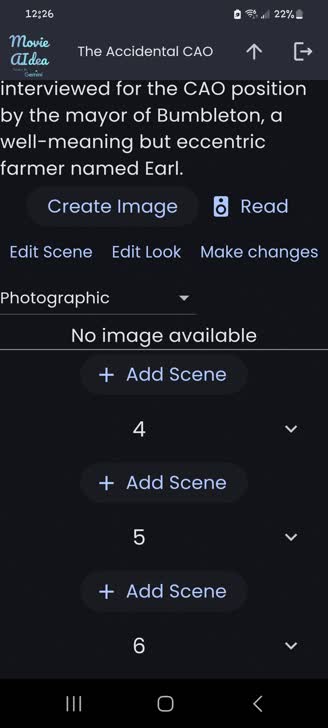 12:26
22%
Movie
AIdea
Gemini
The Accidental CAO
interviewed for the CAO position
by the mayor of Bumbleton, a
well-meaning but eccentric
farmer named Earl.
Create Image
Read
Edit Scene
Edit Look
Make changes
Photographic
No image available
+ Add Scene
4
+ Add Scene
5
+ Add Scene
6